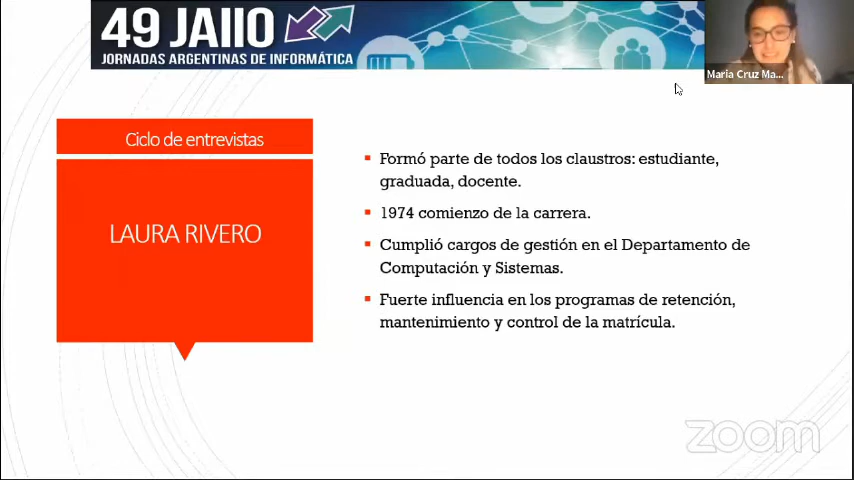 49 JAIIO
JORNADAS ARGENTINAS DE INFORMÁTICA
Maria Cruz Ma...
Ciclo de entrevistas
LAURA RIVERO
Formó parte de todos los claustros: estudiante,
graduada, docente.
1974 comienzo de la carrera.
Cumplió cargos de gestión en el Departamento de
Computación y Sistemas.
Fuerte influencia en los programas de retención,
mantenimiento y control de la matrícula.
zoom